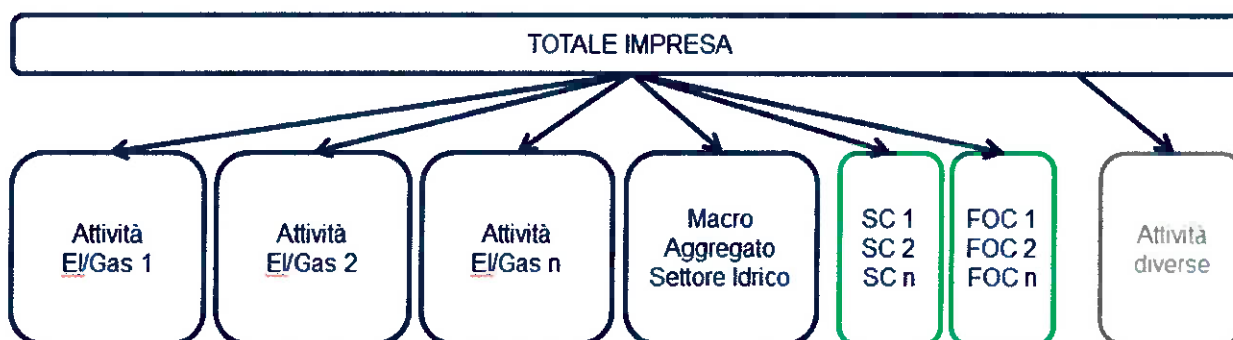 TOTALE IMPRESA
Attività
El/Gas 1
Attività
El/Gas 2
Attività
El/Gas n
Macro
Aggregato
Settore Idrico
SC 1
SC 2
SC n
FOC 1
FOC 2
FOC n
Attività
diverse